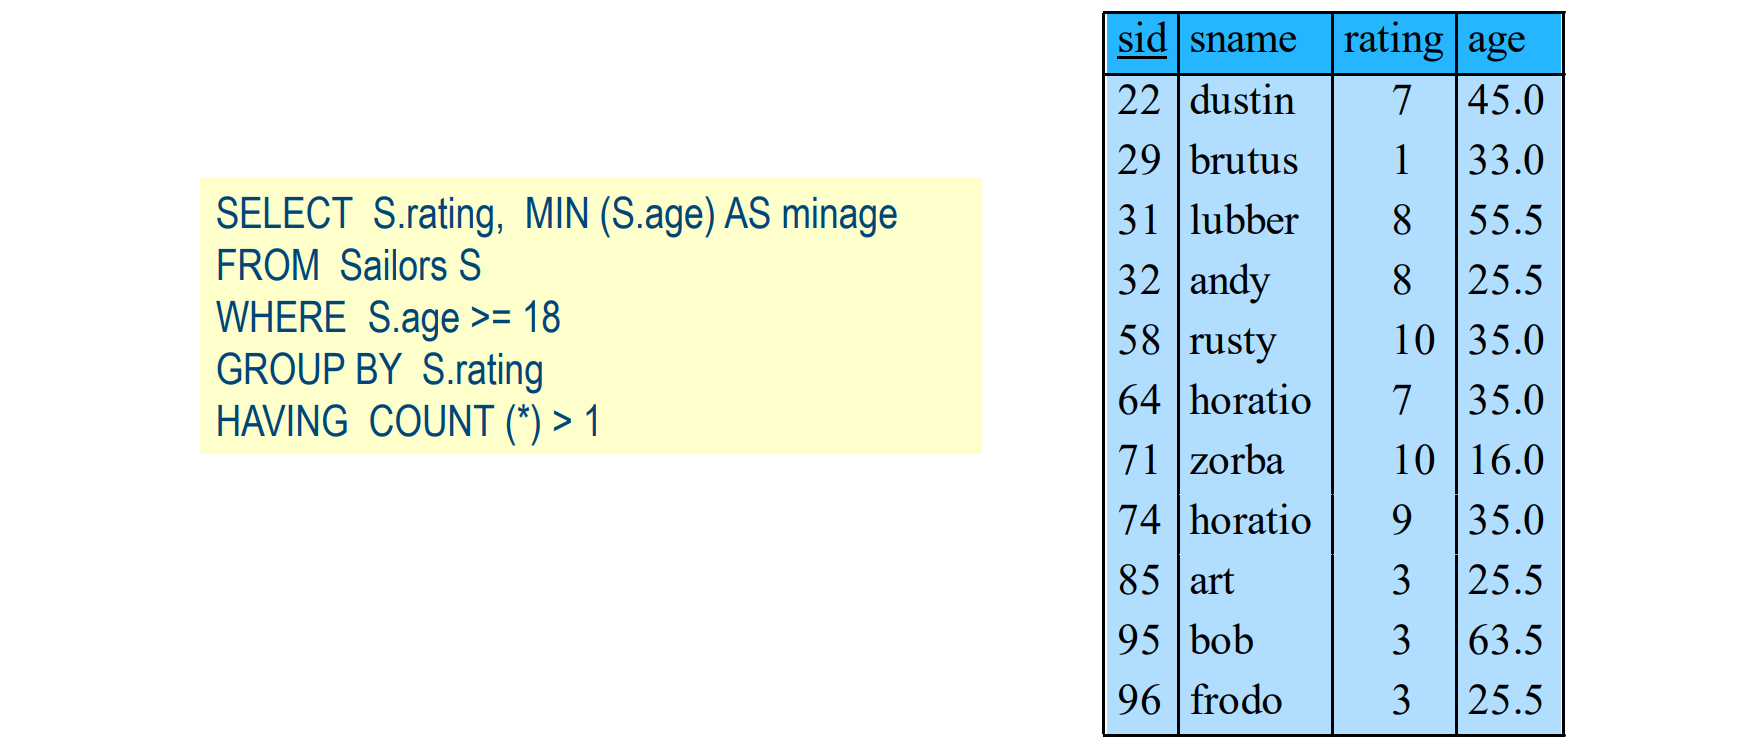 SELECT S.rating, MIN (S.age) AS minage
FROM Sailors S
WHERE S.age >= 18
GROUP BY S.rating
HAVING COUNT (*) > 1
sid sname rating age
22 dustin 7 45.0
29 brutus 1 33.0
31 lubber 8 55.5
32 andy 8 25.5
58 rusty 10 35.0
64 horatio 7 35.0
71 zorba 10 16.0
74 horatio 9 35.0
85 art 3 25.5
95 bob 3 63.5
96 frodo 3 25.5